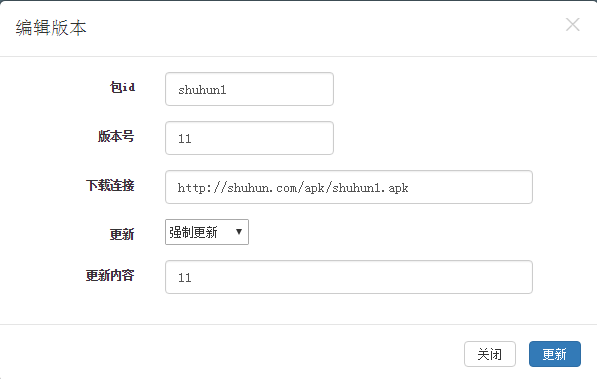 编辑版本
×
包id
shuhun1
版本号
11
下载连接
http://shuhun.com/apk/shuhun1.apk
更新
强制更新
更新内容
11
关闭
更新